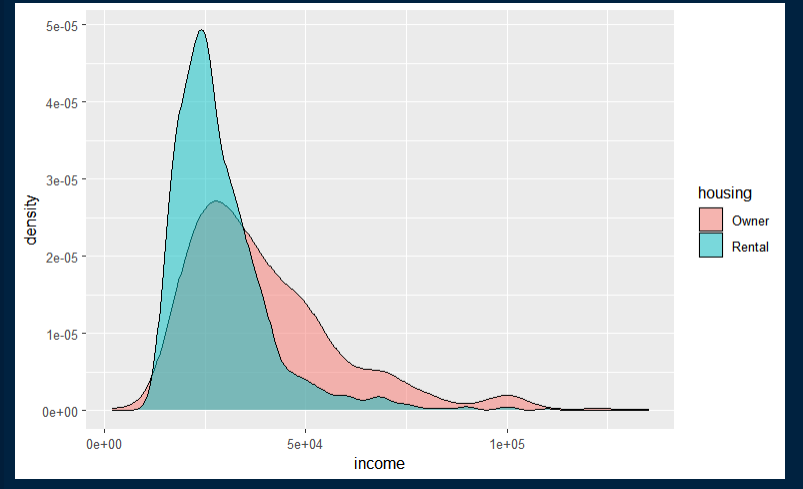 5e-05
4e-05
3e-05
2e-05
1e-05
0e+00
density
0e+00
5e+04
1e+05
income
housing
Owner
Rental